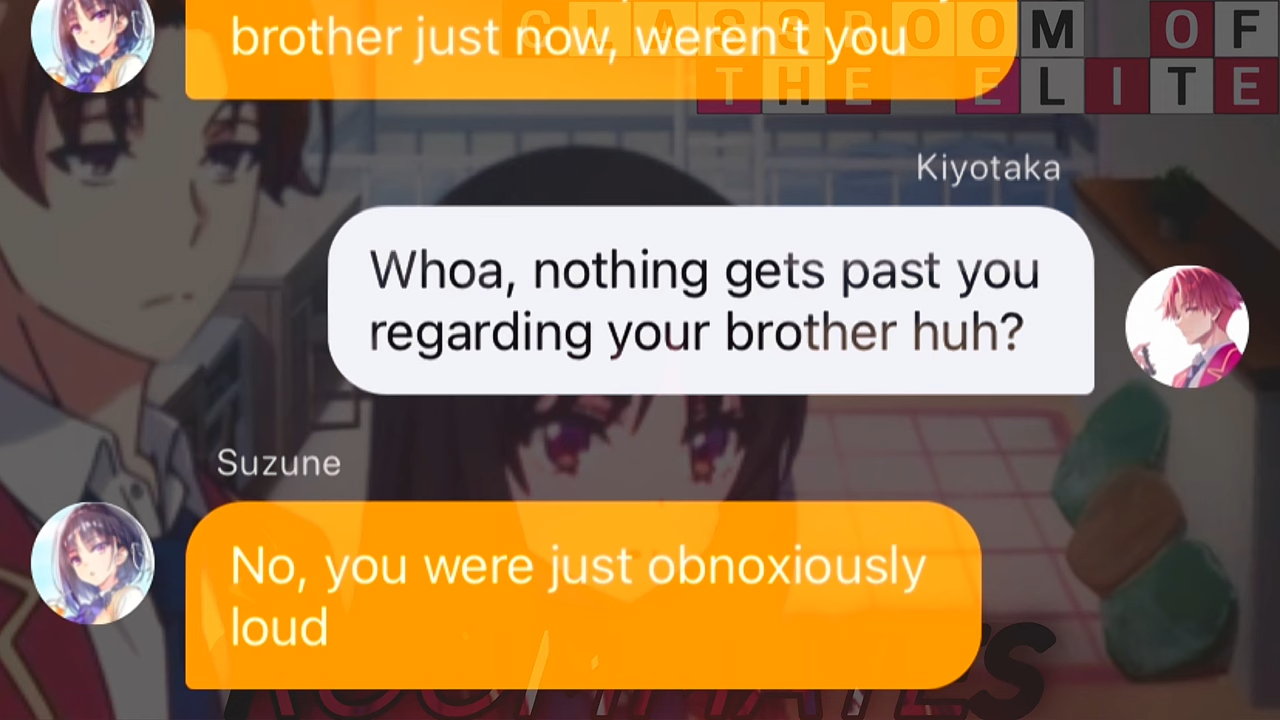 brother just now, weren't you
CLASSROOM OF
THE ELITE
Kiyotaka
Whoa, nothing gets past you
regarding your brother huh?
Suzune
No, you were just obnoxiously
loud
ROOMMATES